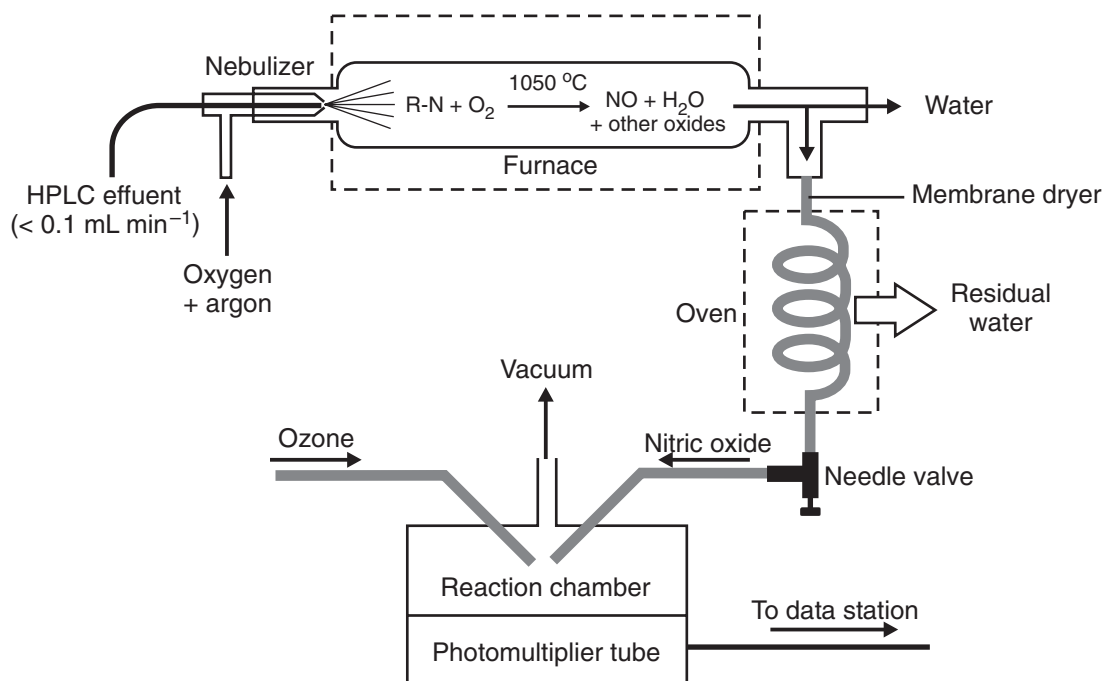 Nebulizer
1050 °C
R-N + O₂
NO + H₂O
+ other oxides
Water
Furnace
HPLC effuent
(< 0.1 mL min⁻¹)
Membrane dryer
Oxygen
+ argon
Oven
Residual
water
Vacuum
Ozone
Nitric oxide
Needle valve
Reaction chamber
To data station
Photomultiplier tube